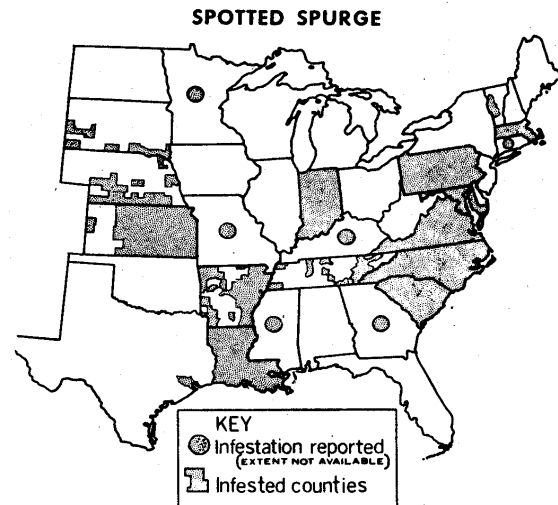 SPOTTED SPURGE
KEY
Infestation reported
(EXTENT NOT AVAILABLE)
Infested counties